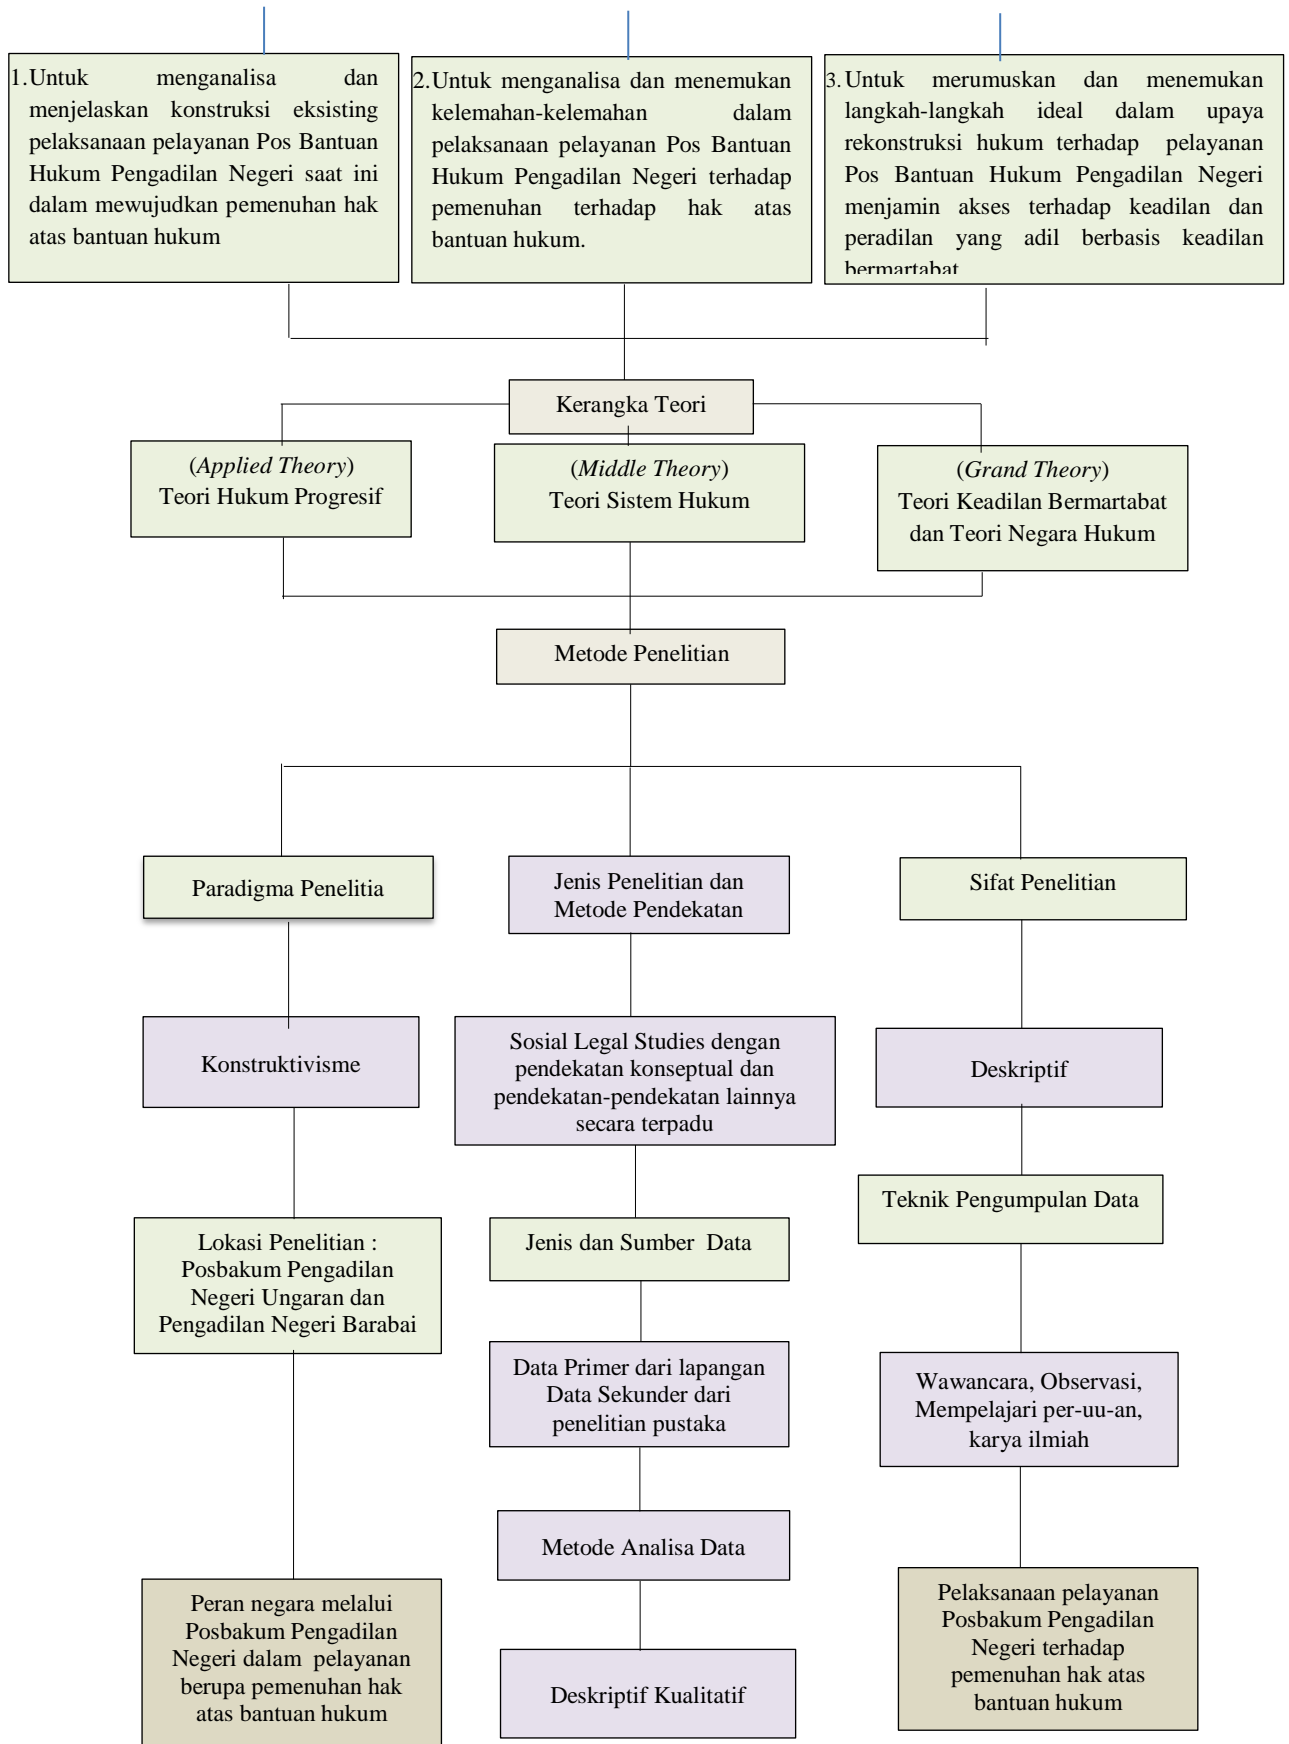 1.Untuk menganalisa dan
menjelaskan konstruksi eksisting
pelaksanaan pelayanan Pos Bantuan
Hukum Pengadilan Negeri saat ini
dalam mewujudkan pemenuhan hak
atas bantuan hukum
2.Untuk menganalisa dan menemukan
kelemahan-kelemahan dalam
pelaksanaan pelayanan Pos Bantuan
Hukum Pengadilan Negeri terhadap
pemenuhan terhadap hak atas
bantuan hukum.
3.Untuk merumuskan dan menemukan
langkah-langkah ideal dalam upaya
rekonstruksi hukum terhadap pelayanan
Pos Bantuan Hukum Pengadilan Negeri
menjamin akses terhadap keadilan dan
peradilan yang adil berbasis keadilan
bermartabat
Kerangka Teori
(Applied Theory)
Teori Hukum Progresif
(Middle Theory)
Teori Sistem Hukum
(Grand Theory)
Teori Keadilan Bermartabat
dan Teori Negara Hukum
Metode Penelitian
Paradigma Penelitia
Jenis Penelitian dan
Metode Pendekatan
Sifat Penelitian
Konstruktivisme
Sosial Legal Studies dengan
pendekatan konseptual dan
pendekatan-pendekatan lainnya
secara terpadu
Deskriptif
Teknik Pengumpulan Data
Lokasi Penelitian :
Posbakum Pengadilan
Negeri Ungaran dan
Pengadilan Negeri Barabai
Jenis dan Sumber Data
Data Primer dari lapangan
Data Sekunder dari
penelitian pustaka
Wawancara, Observasi,
Mempelajari per-uu-an,
karya ilmiah
Metode Analisa Data
Peran negara melalui
Posbakum Pengadilan
Negeri dalam pelayanan
berupa pemenuhan hak
atas bantuan hukum
Deskriptif Kualitatif
Pelaksanaan pelayanan
Posbakum Pengadilan
Negeri terhadap
pemenuhan hak atas
bantuan hukum